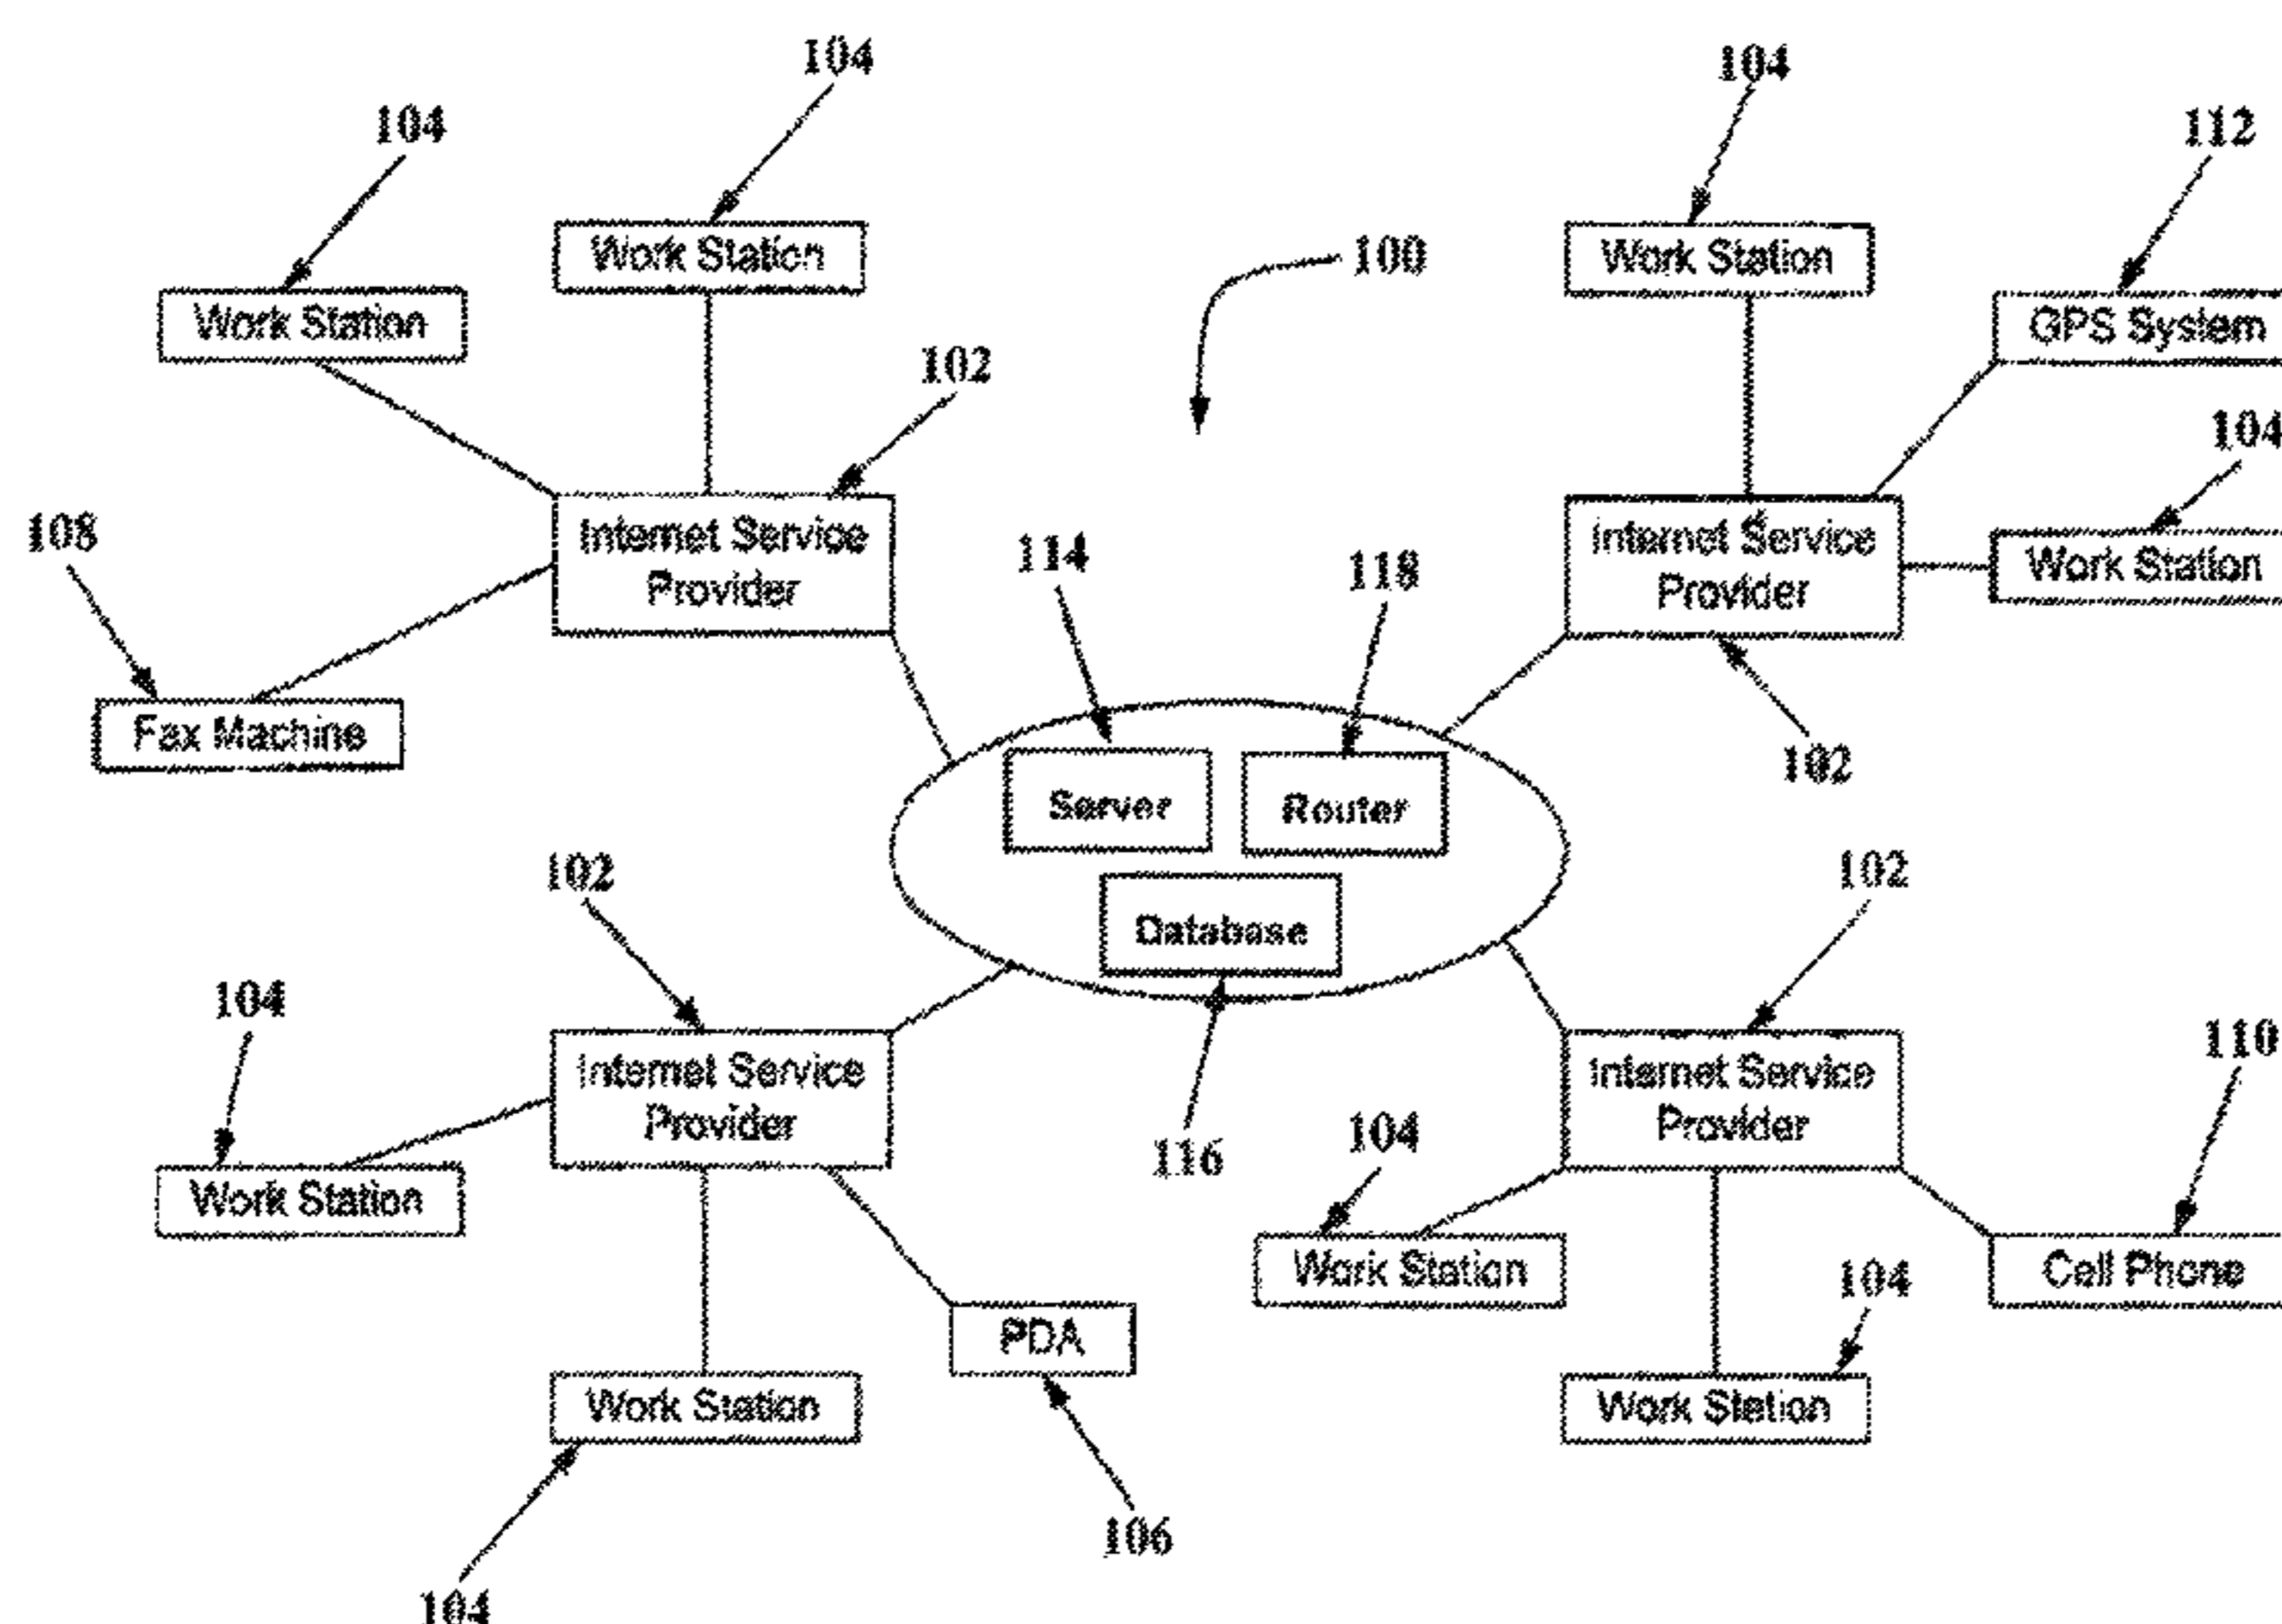 104
104
104
112
Work Station
Work Station
100
Work Station
GPS System
102
104
108
Internet Service
Provider
114
118
Internet Service
Provider
Work Station
Fax Machine
Server
Router
102
102
Database
102
104
110
Internet Service
Provider
Internet Service
Provider
116
104
Work Station
Work Station
104
Cell Phone
PDA
Work Station
Work Station
106
104